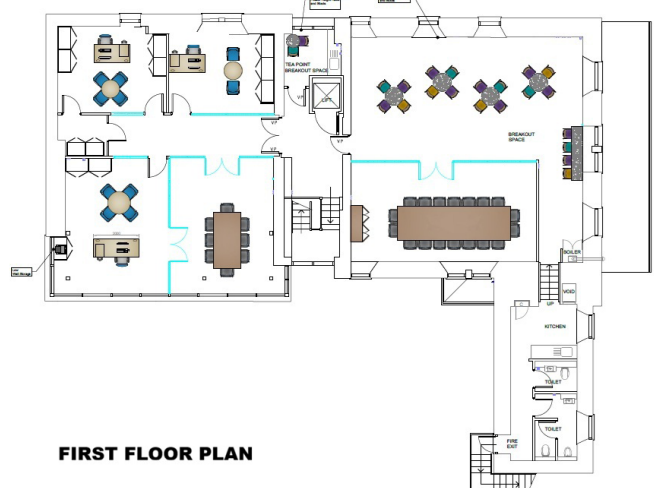 TEA POINT
BREAKOUT SPACE
LIFT
V.P
V.P
V.P
V.P
BREAKOUT
SPACE
BOILER
VOID
UP
KITCHEN
TOILET
TOILET
FIRE
EXIT
FIRST FLOOR PLAN